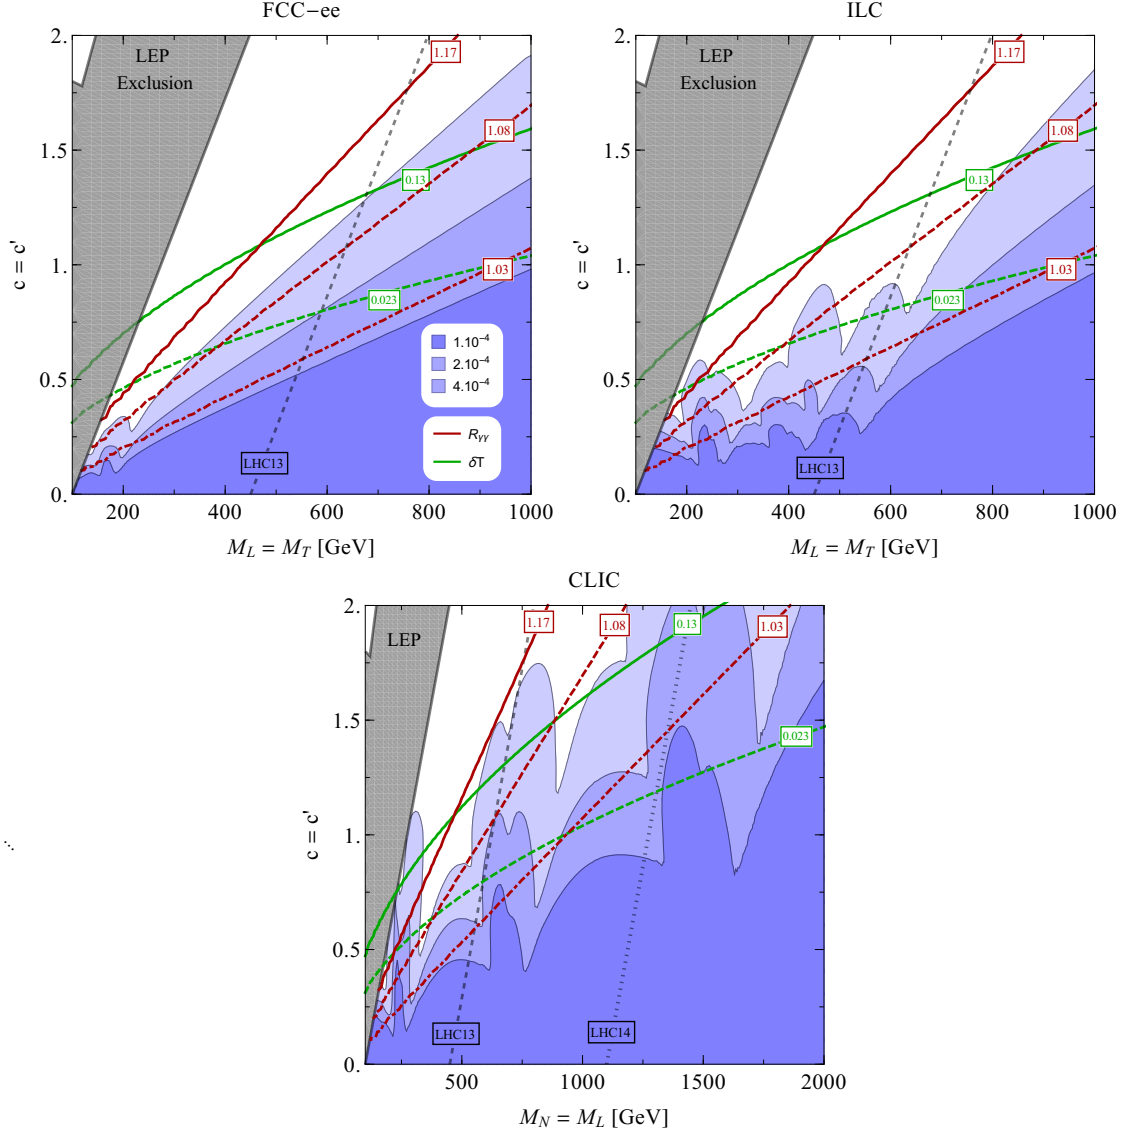 FCC−ee
2.
1.5
1.
0.5
0.
c = c'
LEP
Exclusion
1.17
1.08
0.13
1.03
0.023
1.10⁻⁴
2.10⁻⁴
4.10⁻⁴
Rγγ
δT
LHC13
200
400
600
800
1000
M_L = M_T [GeV]
ILC
2.
1.5
1.
0.5
0.
c = c'
LEP
Exclusion
1.17
1.08
0.13
1.03
0.023
LHC13
200
400
600
800
1000
M_L = M_T [GeV]
CLIC
2.
1.5
1.
0.5
0.
c = c'
LEP
1.17
1.08
0.13
1.03
0.023
LHC13
LHC14
500
1000
1500
2000
M_N = M_L [GeV]